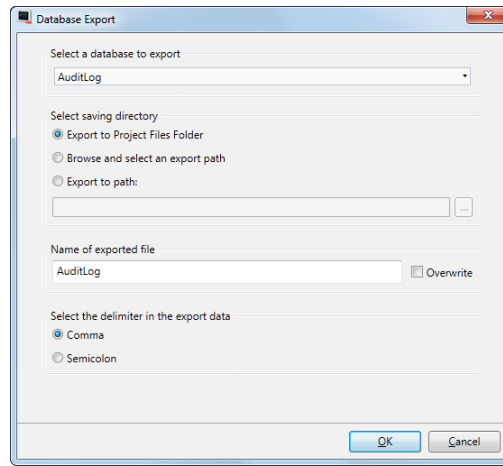 Database Export
Select a database to export
AuditLog
Select saving directory
Export to Project Files Folder
Browse and select an export path
Export to path:
...
Name of exported file
AuditLog
Overwrite
Select the delimiter in the export data
Comma
Semicolon
OK
Cancel